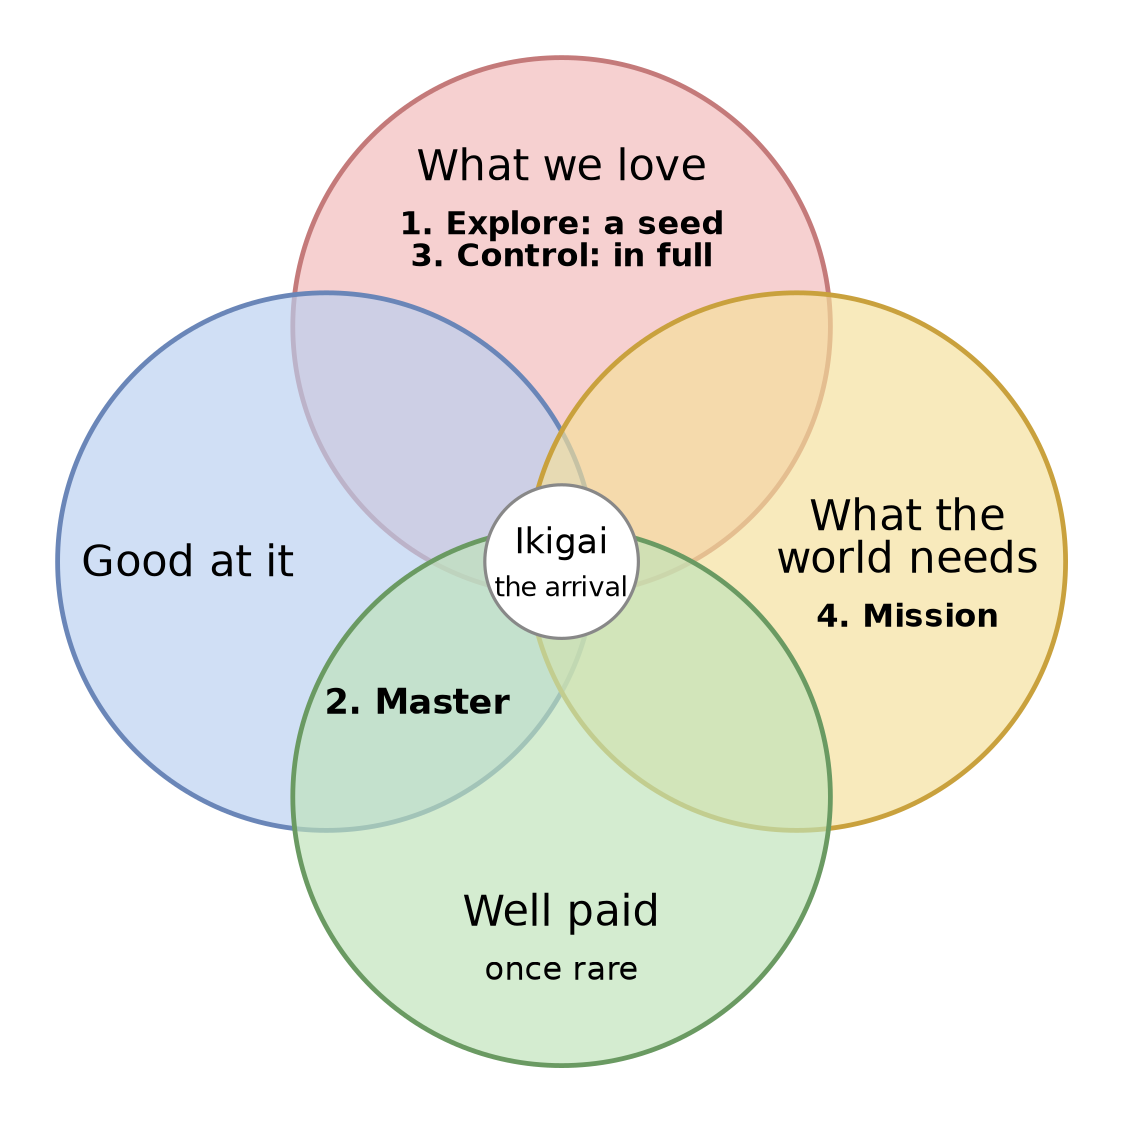 What we love
1. Explore: a seed
3. Control: in full
What the
world needs
4. Mission
Good at it
Ikigai
the arrival
2. Master
Well paid
once rare